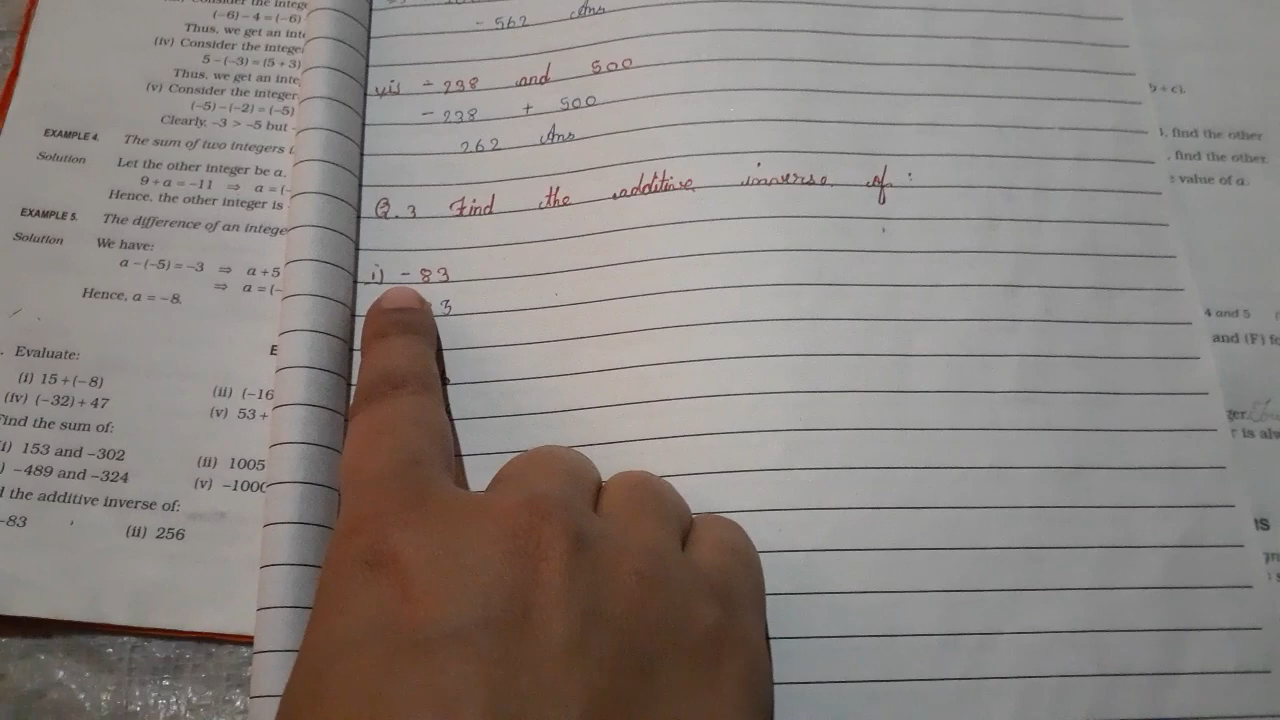 (−6) − 4 = (−6)
Thus, we get an
(iv) Consider the
5 − (−3) = (5 + 3)
Thus, we get an
(v) Consider the integer
(−5) − (−2) = (−5)
Clearly, −3 > −5 but
EXAMPLE 4. The sum of two integers
Solution Let the other integer be a.
9 + a = −11 ⇒ a = (−
Hence, the other integer is
EXAMPLE 5. The difference of an
Solution We have:
a − (−5) = −3 ⇒ a + 5
⇒ a = (−
Hence, a = −8.
Evaluate:
(i) 15 + (−8) (ii) (−16
(iv) (−32) + 47 (v) 53 +
Find the sum of:
153 and −302 (ii) 1005
−489 and −324 (v)
the additive inverse of:
−83 (ii) 256
- 562 Ans
- 238 and 500
- 238 + 500
262 Ans
Q.3 Find the additive inverse of :
i) - 83
3
b + c).
find the other
, find the other.
value of a.
4 and 5
and (F)
is